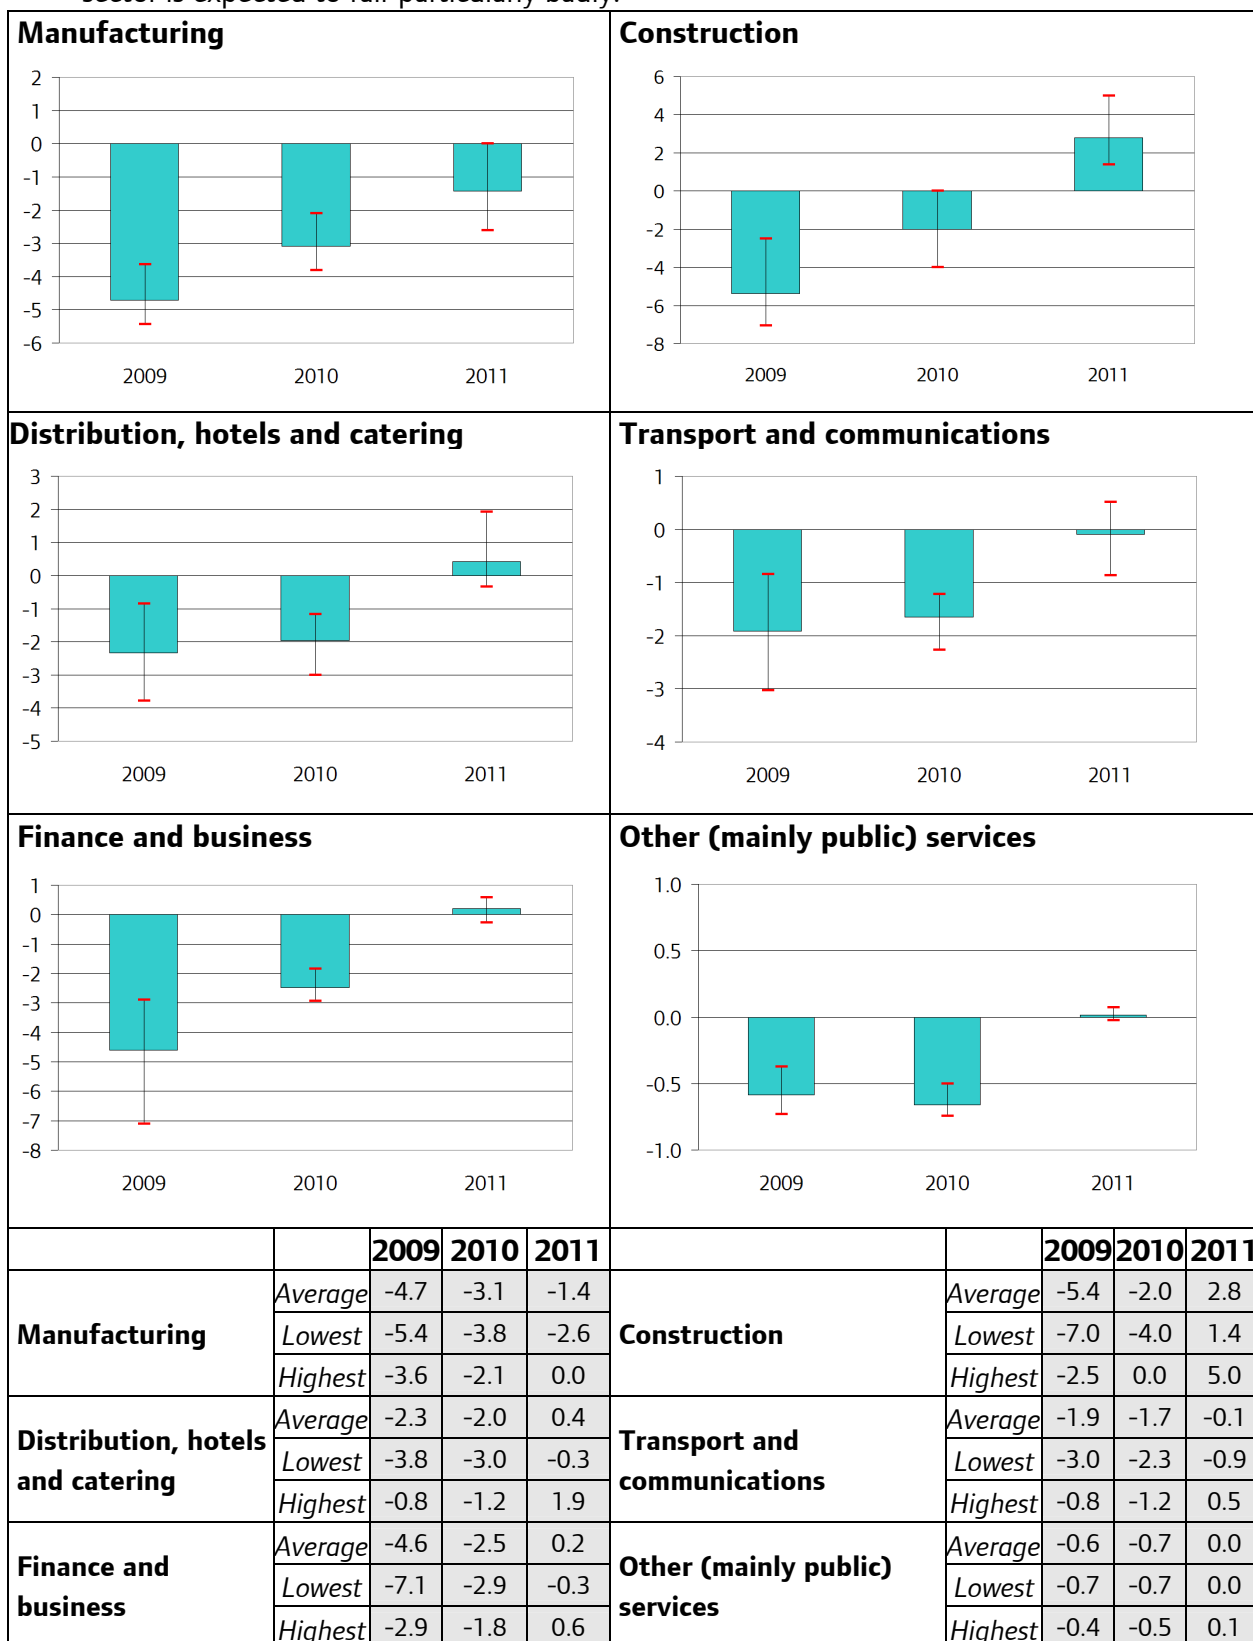 sector is expected to fall particularly badly.
Manufacturing
2
1
0
-1
-2
-3
-4
-5
-6
2009 2010 2011
Construction
6
4
2
0
-2
-4
-6
-8
2009 2010 2011
Distribution, hotels and catering
3
2
1
0
-1
-2
-3
-4
-5
2009 2010 2011
Transport and communications
1
0
-1
-2
-3
-4
2009 2010 2011
Finance and business
1
0
-1
-2
-3
-4
-5
-6
-7
-8
2009 2010 2011
Other (mainly public) services
1.0
0.5
0.0
-0.5
-1.0
2009 2010 2011
2009 2010 2011 2009 2010 2011
Manufacturing
Average -4.7 -3.1 -1.4
Lowest -5.4 -3.8 -2.6
Highest -3.6 -2.1 0.0
Construction
Average -5.4 -2.0 2.8
Lowest -7.0 -4.0 1.4
Highest -2.5 0.0 5.0
Distribution, hotels
and catering
Average -2.3 -2.0 0.4
Lowest -3.8 -3.0 -0.3
Highest -0.8 -1.2 1.9
Transport and
communications
Average -1.9 -1.7 -0.1
Lowest -3.0 -2.3 -0.9
Highest -0.8 -1.2 0.5
Finance and
business
Average -4.6 -2.5 0.2
Lowest -7.1 -2.9 -0.3
Highest -2.9 -1.8 0.6
Other (mainly public)
services
Average -0.6 -0.7 0.0
Lowest -0.7 -0.7 0.0
Highest -0.4 -0.5 0.1